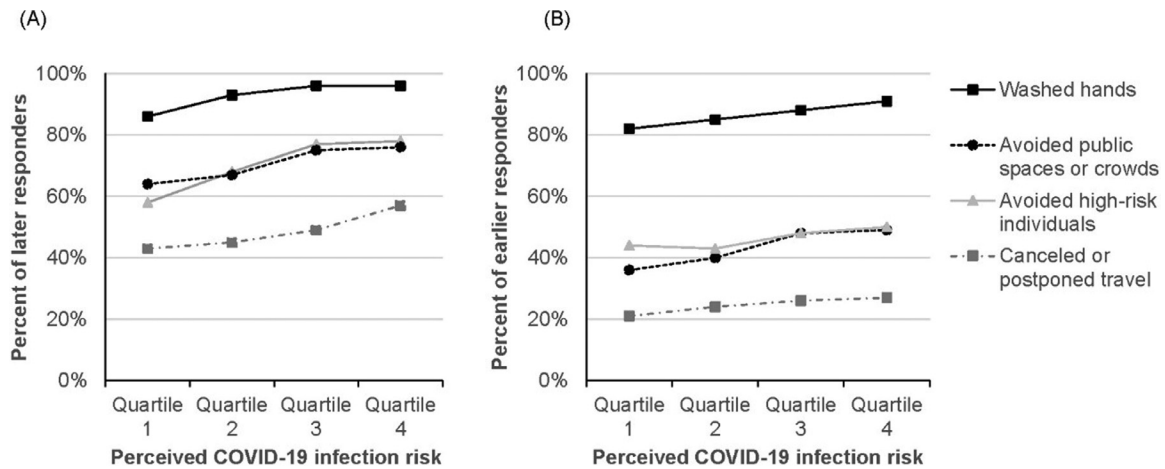 (A)
Percent of later responders
100%
80%
60%
40%
20%
0%
Quartile
1
Quartile
2
Quartile
3
Quartile
4
Perceived COVID-19 infection risk
(B)
Percent of earlier responders
100%
80%
60%
40%
20%
0%
Quartile
1
Quartile
2
Quartile
3
Quartile
4
Perceived COVID-19 infection risk
Washed hands
Avoided public
spaces or crowds
Avoided high-risk
individuals
Canceled or
postponed travel